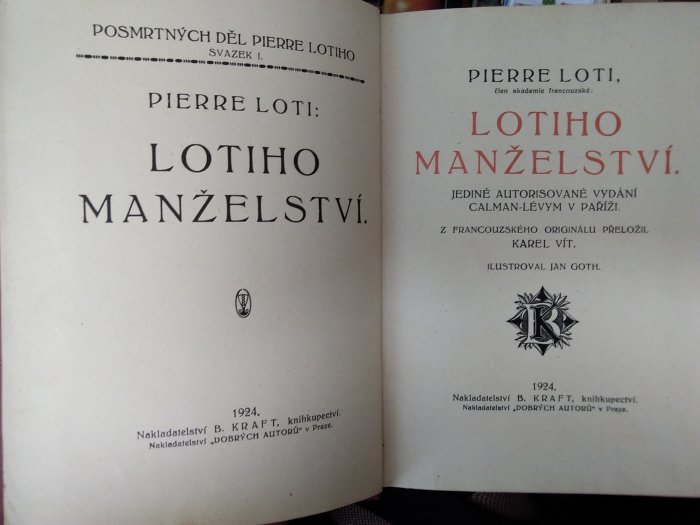 POSMRTNÝCH DĚL PIERRE LOTIHO
SVAZEK 1.
PIERRE LOTI:
LOTIHO
MANŽELSTVÍ.
1924.
Nakladatelství B. KRAFT, knihkupectví.
Nakladatelství „DOBRÝCH AUTORŮ“ v Praze.
PIERRE LOTI,
člen akademie francouzské:
LOTIHO
MANŽELSTVÍ.
JEDINÉ AUTORISOVANÉ VYDÁNÍ
CALMAN-LÉVYM V PAŘÍŽI.
Z FRANCOUZSKÉHO ORIGINÁLU PŘELOŽIL
KAREL VÍT.
ILUSTROVAL JAN GOTH.
BK
1924.
Nakladatelství B. KRAFT, knihkupectví.
Nakladatelství „DOBRÝCH AUTORŮ“ v Praze.